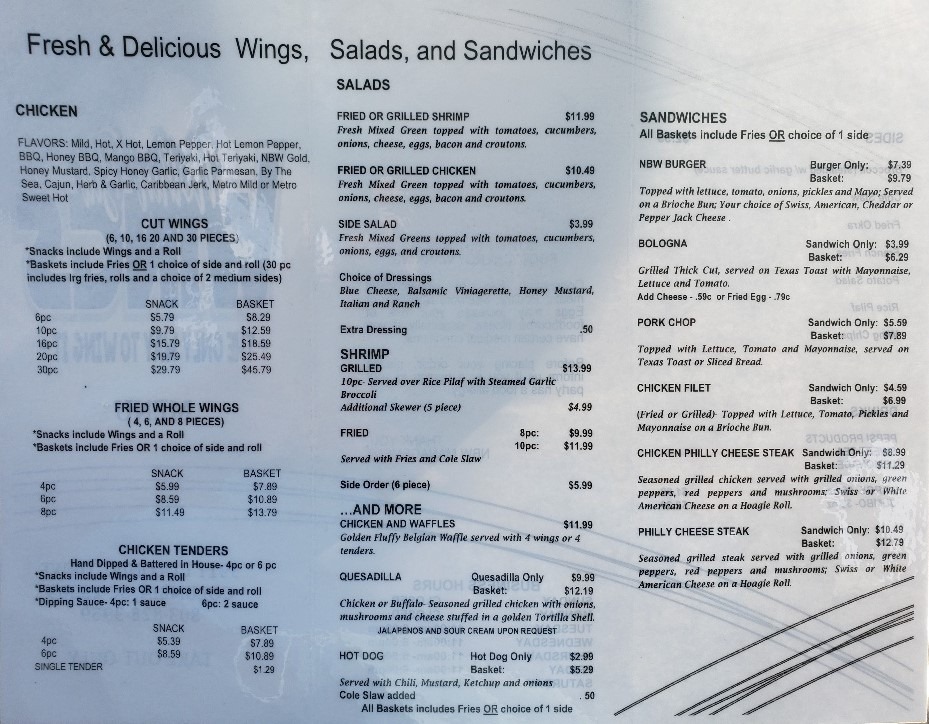 Fresh & Delicious Wings, Salads, and Sandwiches
CHICKEN
FLAVORS: Mild, Hot, X Hot, Lemon Pepper, Hot Lemon Pepper,
BBQ, Honey BBQ, Mango BBQ, Teriyaki, Hot Teriyaki, NBW Gold,
Honey Mustard, Spicy Honey Garlic, Garlic Parmesan, By The
Sea, Cajun, Herb & Garlic, Caribbean Jerk, Metro Mild or Metro
Sweet Hot
CUT WINGS
(6, 10, 16 20 AND 30 PIECES)
*Snacks include Wings and a Roll
*Baskets include Fries OR 1 choice of side and roll (30 pc
includes lrg fries, rolls and a choice of 2 medium sides)
SNACK BASKET
6pc $5.79 $8.29
10pc $9.79 $12.59
16pc $15.79 $18.59
20pc $19.79 $25.49
30pc $29.79 $45.79
FRIED WHOLE WINGS
( 4, 6, AND 8 PIECES)
*Snacks include Wings and a Roll
*Baskets include Fries OR 1 choice of side and roll
SNACK BASKET
4pc $5.99 $7.89
6pc $8.59 $10.89
8pc $11.49 $13.79
CHICKEN TENDERS
Hand Dipped & Battered in House- 4pc or 6 pc
*Snacks include Wings and a Roll
*Baskets include Fries OR 1 choice of side and roll
*Dipping Sauce- 4pc: 1 sauce 6pc: 2 sauce
SNACK BASKET
4pc $5.39 $7.89
6pc $8.59 $10.89
SINGLE TENDER $1.29
SALADS
FRIED OR GRILLED SHRIMP $11.99
Fresh Mixed Green topped with tomatoes, cucumbers,
onions, cheese, eggs, bacon and croutons.
FRIED OR GRILLED CHICKEN $10.49
Fresh Mixed Green topped with tomatoes, cucumbers,
onions, cheese, eggs, bacon and croutons.
SIDE SALAD $3.99
Fresh Mixed Greens topped with tomatoes, cucumbers,
onions, eggs, and croutons.
Choice of Dressings
Blue Cheese, Balsamic Viniagerette, Honey Mustard,
Italian and Ranch
Extra Dressing .50
SHRIMP
GRILLED $13.99
10pc- Served over Rice Pilaf with Steamed Garlic
Broccoli
Additional Skewer (5 piece) $4.99
FRIED 8pc: $9.99
10pc: $11.99
Served with Fries and Cole Slaw
Side Order (6 piece) $5.99
...AND MORE
CHICKEN AND WAFFLES $11.99
Golden Fluffy Belgian Waffle served with 4 wings or 4
tenders.
QUESADILLA Quesadilla Only $9.99
Basket: $12.19
Chicken or Buffalo- Seasoned grilled chicken with onions,
mushrooms and cheese stuffed in a golden Tortilla Shell.
JALAPENOS AND SOUR CREAM UPON REQUEST
HOT DOG Hot Dog Only $2.99
Basket: $5.29
Served with Chili, Mustard, Ketchup and onions
Cole Slaw added .50
All Baskets includes Fries OR choice of 1 side
SANDWICHES
All Baskets include Fries OR choice of 1 side
NBW BURGER Burger Only: $7.39
Basket: $9.79
Topped with lettuce, tomato, onions, pickles and Mayo; Served
on a Brioche Bun; Your choice of Swiss, American, Cheddar or
Pepper Jack Cheese .
BOLOGNA Sandwich Only: $3.99
Basket: $6.29
Grilled Thick Cut, served on Texas Toast with Mayonnaise,
Lettuce and Tomato.
Add Cheese - .59c or Fried Egg - .79c
PORK CHOP Sandwich Only: $5.59
Basket: $7.89
Topped with Lettuce, Tomato and Mayonnaise, served on
Texas Toast or Sliced Bread.
CHICKEN FILET Sandwich Only: $4.59
Basket: $6.99
(Fried or Grilled)- Topped with Lettuce, Tomato, Pickles and
Mayonnaise on a Brioche Bun.
CHICKEN PHILLY CHEESE STEAK Sandwich Only: $8.99
Basket: $11.29
Seasoned grilled chicken served with grilled onions, green
peppers, red peppers and mushrooms; Swiss or White
American Cheese on a Hoagie Roll.
PHILLY CHEESE STEAK Sandwich Only: $10.49
Basket: $12.79
Seasoned grilled steak served with grilled onions, green
peppers, red peppers and mushrooms; Swiss or White
American Cheese on a Hoagie Roll.